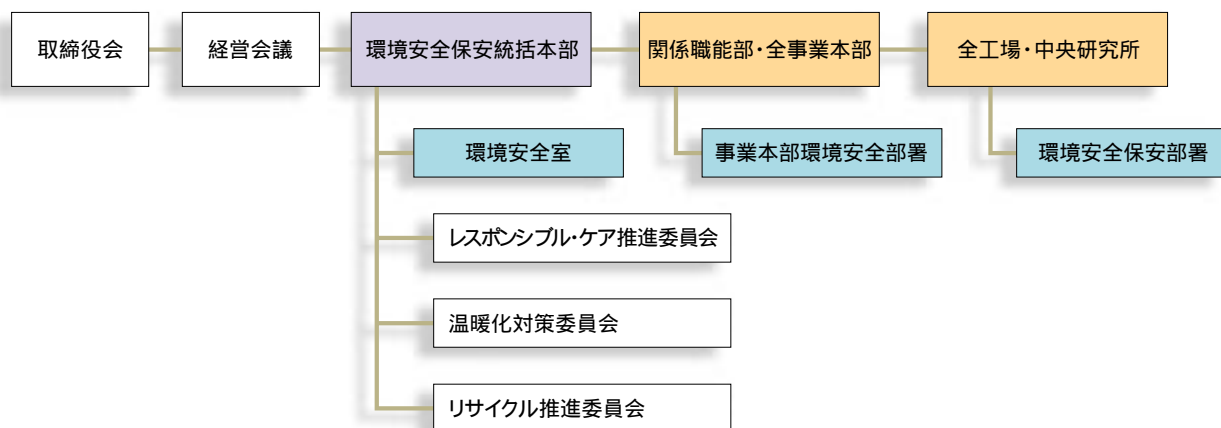 取締役会
経営会議
環境安全保安統括本部
関係職能部・全事業本部
全工場・中央研究所
環境安全室
事業本部環境安全部署
環境安全保安部署
レスポンシブル・ケア推進委員会
温暖化対策委員会
リサイクル推進委員会